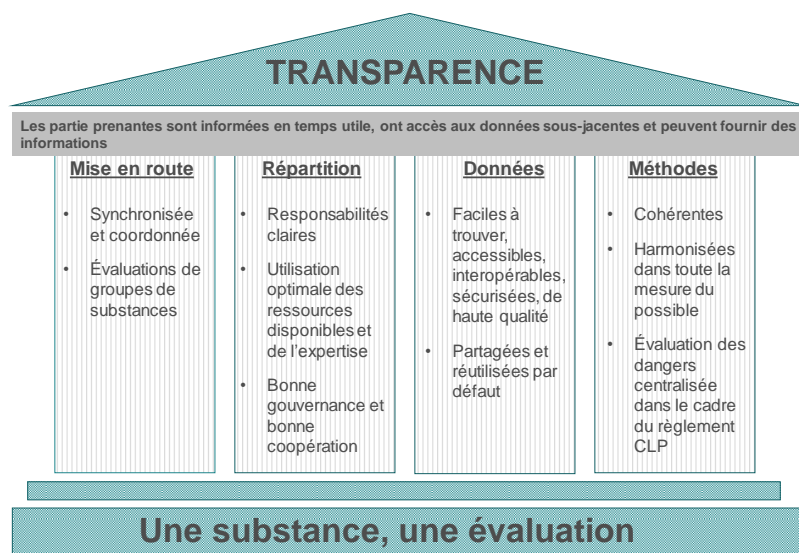 TRANSPARENCE
Les partie prenantes sont informées en temps utile, ont accès aux données sous-jacentes et peuvent fournir des
informations
Mise en route
• Synchronisée
et coordonnée
• Évaluations de
groupes de
substances
Répartition
• Responsabilités
claires
• Utilisation
optimale des
ressources
disponibles et
de l'expertise
• Bonne
gouvernance et
bonne
coopération
Données
• Faciles à
trouver,
accessibles,
interopérables,
sécurisées, de
haute qualité
• Partagées et
réutilisées par
défaut
Méthodes
• Cohérentes
• Harmonisées
dans toute la
mesure du
possible
• Évaluation des
dangers
centralisée
dans le cadre
du règlement
CLP
Une substance, une évaluation